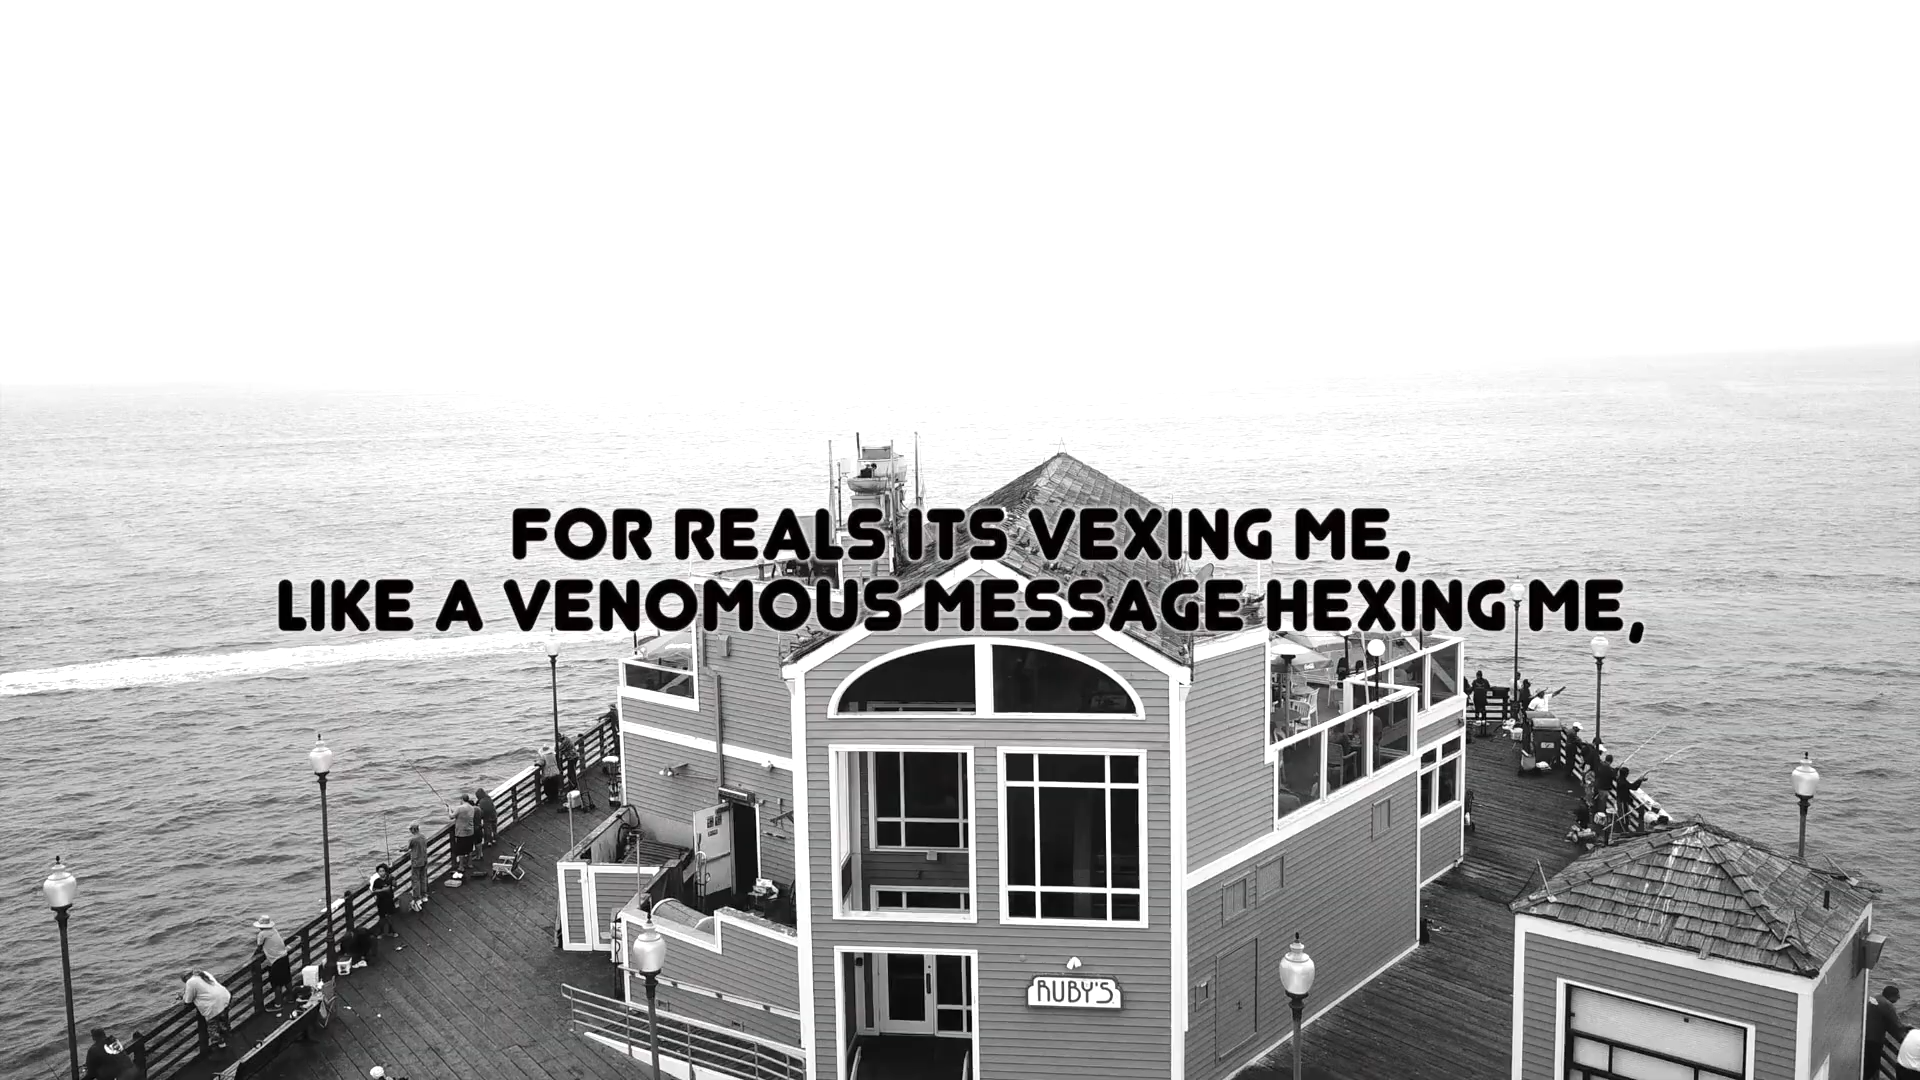 FOR REALS ITS VEXING ME,
LIKE A VENOMOUS MESSAGE HEXING ME,
RUBY'S